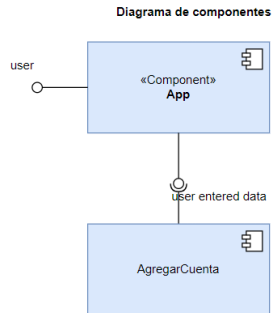 Diagrama de componentes
user
«Component»
App
user entered data
AgregarCuenta